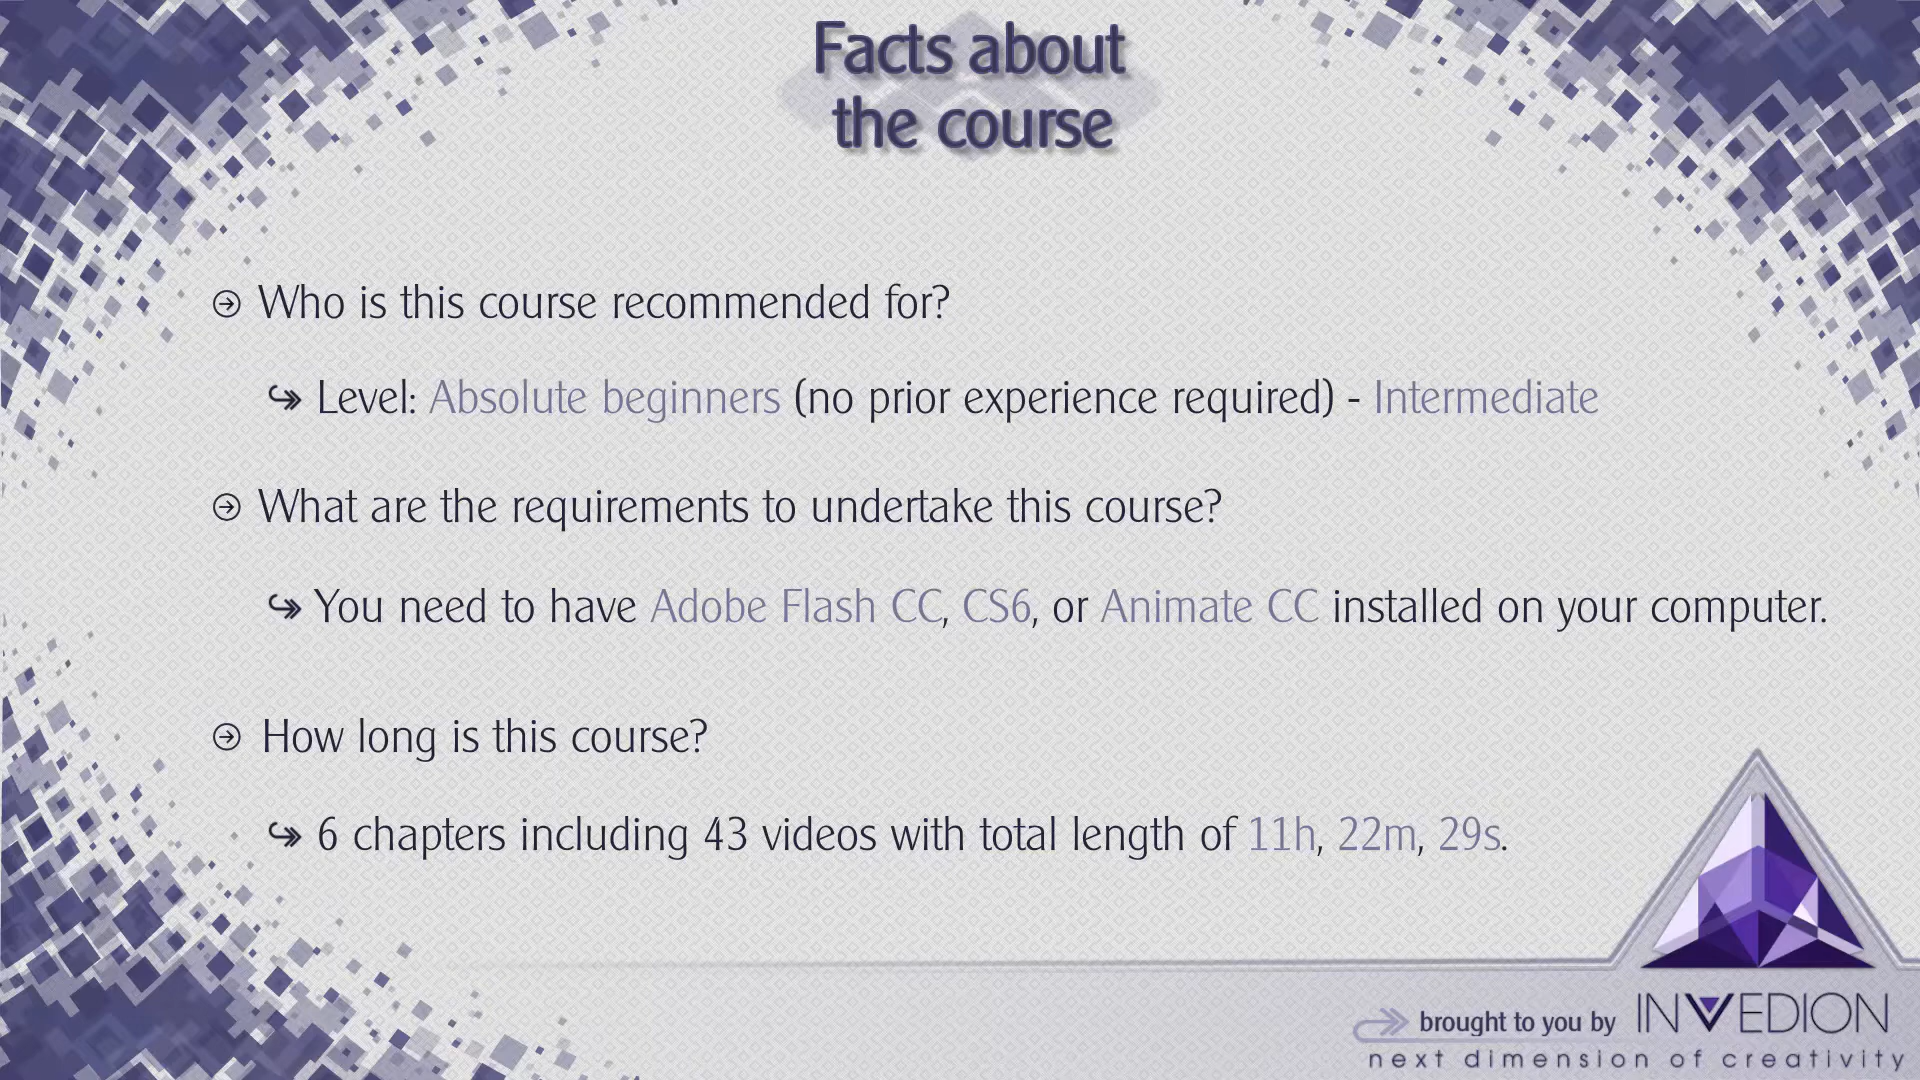 Facts about
the course
Who is this course recommended for?
Level: Absolute beginners (no prior experience required) - Intermediate
What are the requirements to undertake this course?
You need to have Adobe Flash CC, CS6, or Animate CC installed on your computer.
How long is this course?
6 chapters including 43 videos with total length of 11h, 22m, 29s.
brought to you by INVEDION
next dimension of creativity